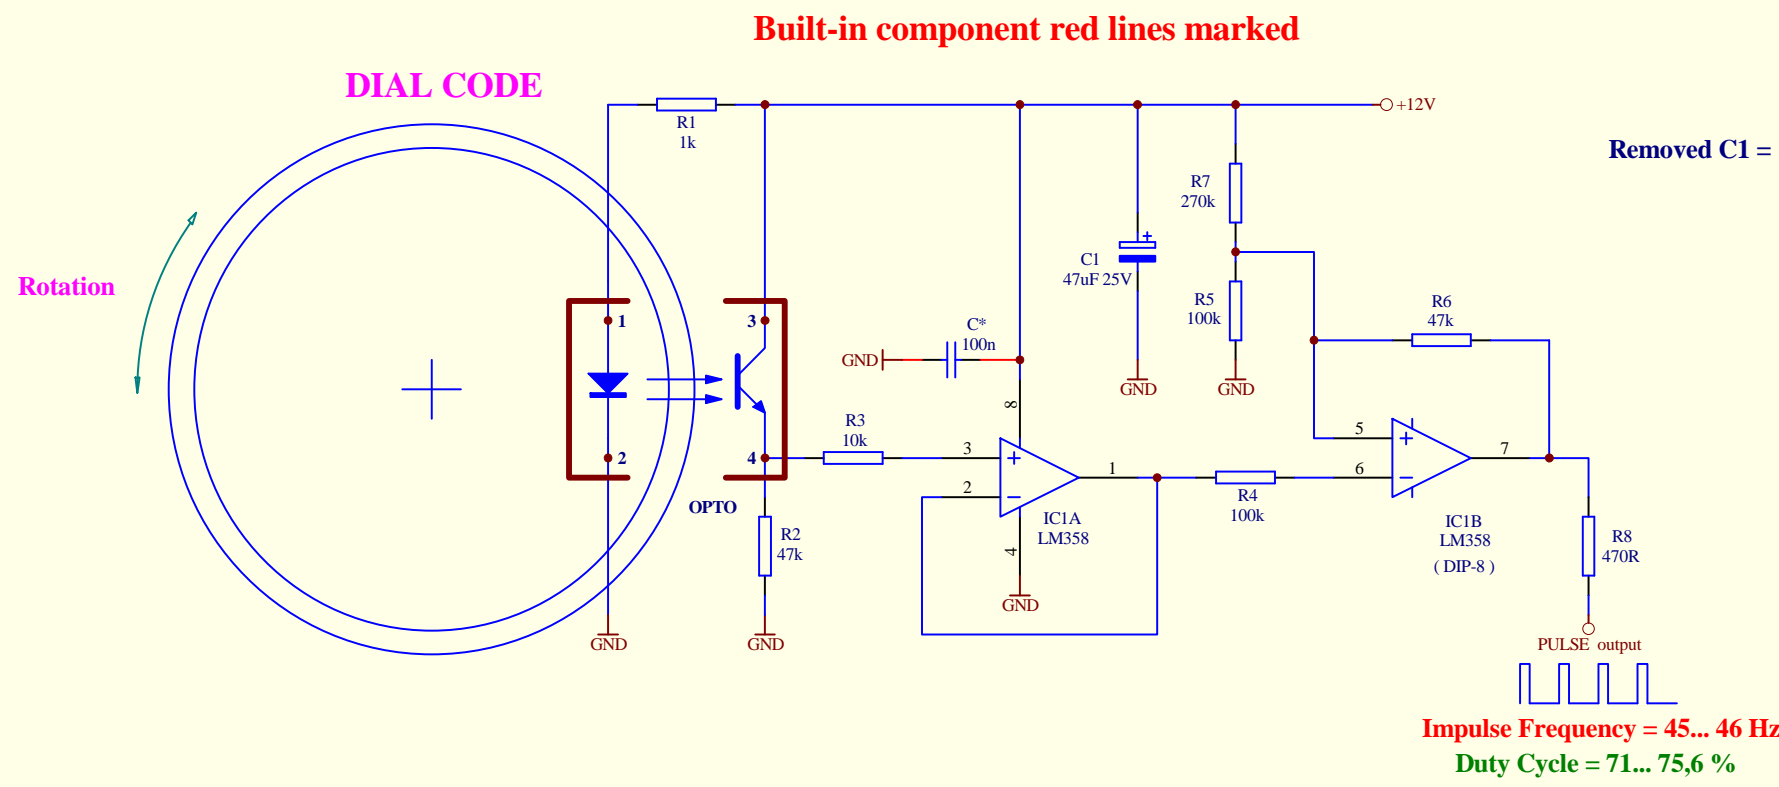 Built-in component red lines marked
DIAL CODE
Rotation
R1
1k
+12V
Removed C1 =
R7
270k
C1
47uF 25V
+
R5
100k
R6
47k
C*
100n
GND
GND
GND
1
2
3
4
OPTO
R3
10k
R2
47k
GND
GND
8
3
2
1
4
+
−
IC1A
LM358
GND
R4
100k
5
6
7
+
−
IC1B
LM358
( DIP-8 )
R8
470R
PULSE output
Impulse Frequency = 45... 46 Hz
Duty Cycle = 71... 75,6 %